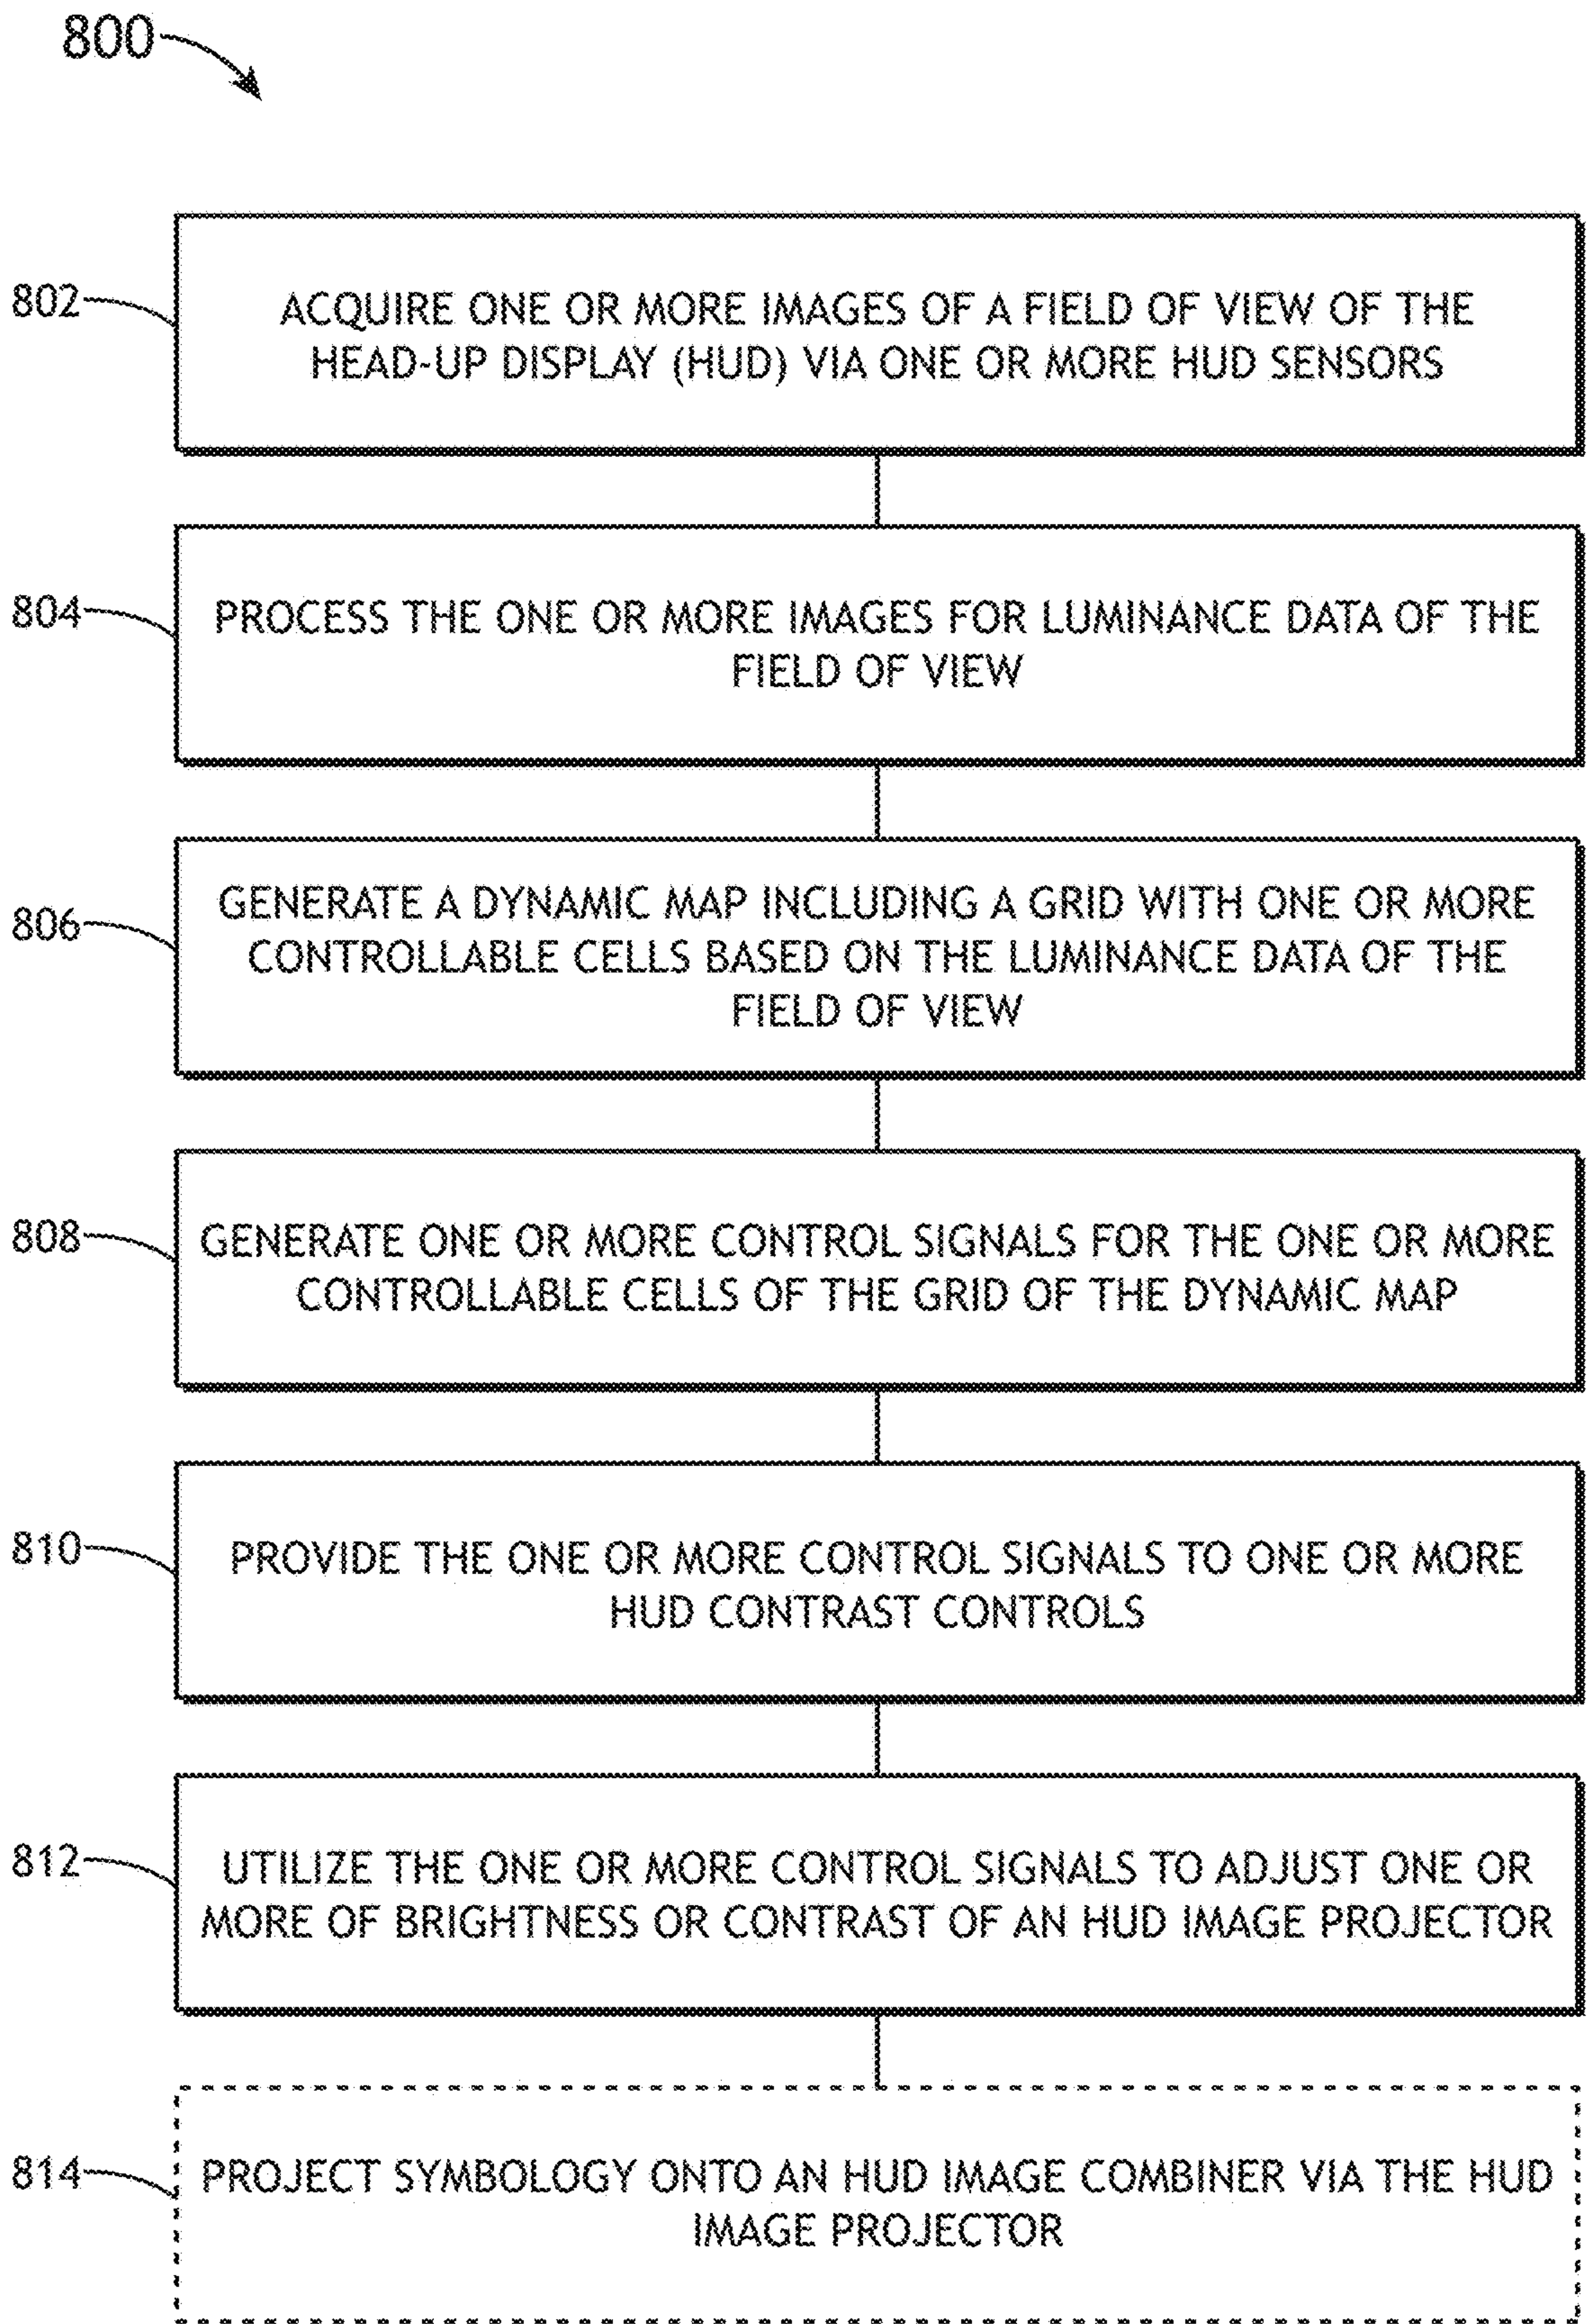 800
802
ACQUIRE ONE OR MORE IMAGES OF A FIELD OF VIEW OF THE
HEAD-UP DISPLAY (HUD) VIA ONE OR MORE HUD SENSORS
804
PROCESS THE ONE OR MORE IMAGES FOR LUMINANCE DATA OF THE
FIELD OF VIEW
806
GENERATE A DYNAMIC MAP INCLUDING A GRID WITH ONE OR MORE
CONTROLLABLE CELLS BASED ON THE LUMINANCE DATA OF THE
FIELD OF VIEW
808
GENERATE ONE OR MORE CONTROL SIGNALS FOR THE ONE OR MORE
CONTROLLABLE CELLS OF THE GRID OF THE DYNAMIC MAP
810
PROVIDE THE ONE OR MORE CONTROL SIGNALS TO ONE OR MORE
HUD CONTRAST CONTROLS
812
UTILIZE THE ONE OR MORE CONTROL SIGNALS TO ADJUST ONE OR
MORE OF BRIGHTNESS OR CONTRAST OF AN HUD IMAGE PROJECTOR
814
PROJECT SYMBOLOGY ONTO AN HUD IMAGE COMBINER VIA THE HUD
IMAGE PROJECTOR